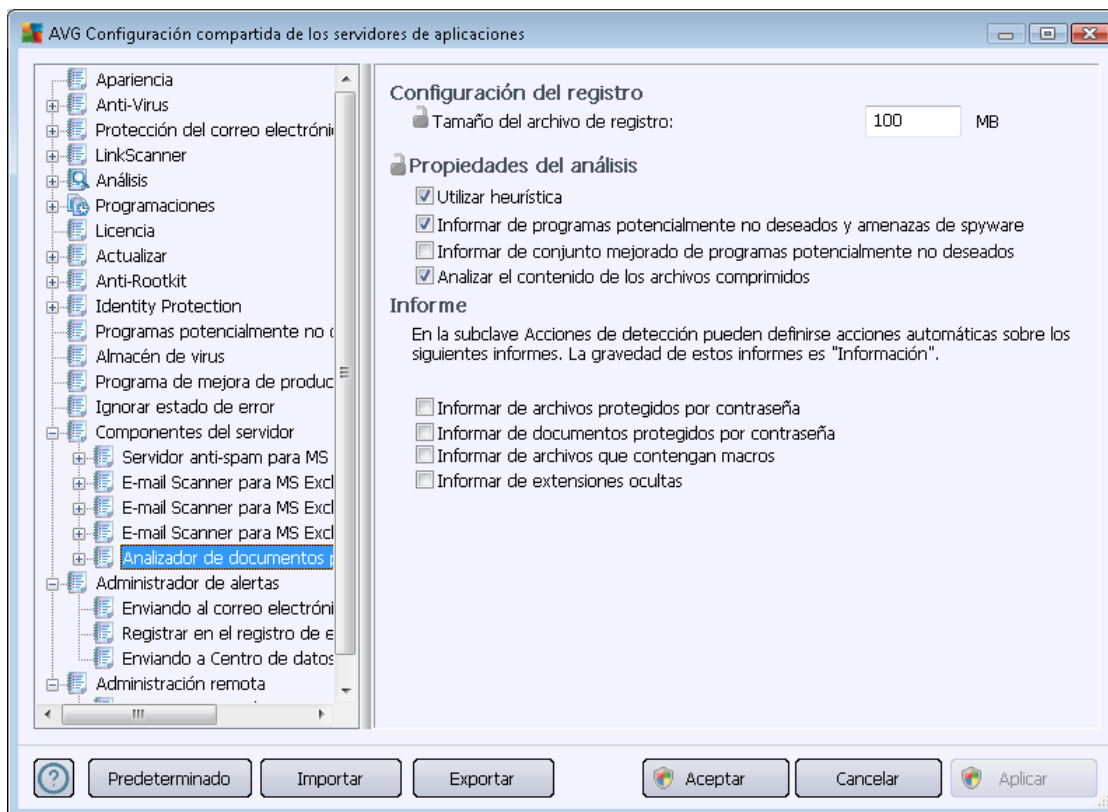 AVG Configuración compartida de los servidores de aplicaciones
Apariencia
Anti-Virus
Protección del correo electróni
LinkScanner
Análisis
Programaciones
Licencia
Actualizar
Anti-Rootkit
Identity Protection
Programas potencialmente no d
Almacén de virus
Programa de mejora de produc
Ignorar estado de error
Componentes del servidor
Servidor anti-spam para MS
E-mail Scanner para MS Excl
E-mail Scanner para MS Excl
E-mail Scanner para MS Excl
Analizador de documentos p
Administrador de alertas
Enviando al correo electróni
Registrar en el registro de e
Enviando a Centro de datos
Administración remota
Configuración del registro
Tamaño del archivo de registro: 100 MB
Propiedades del análisis
Utilizar heurística
Informar de programas potencialmente no deseados y amenazas de spyware
Informar de conjunto mejorado de programas potencialmente no deseados
Analizar el contenido de los archivos comprimidos
Informe
En la subclave Acciones de detección pueden definirse acciones automáticas sobre los
siguientes informes. La gravedad de estos informes es "Información".
Informar de archivos protegidos por contraseña
Informar de documentos protegidos por contraseña
Informar de archivos que contengan macros
Informar de extensiones ocultas
Predeterminado Importar Exportar Aceptar Cancelar Aplicar